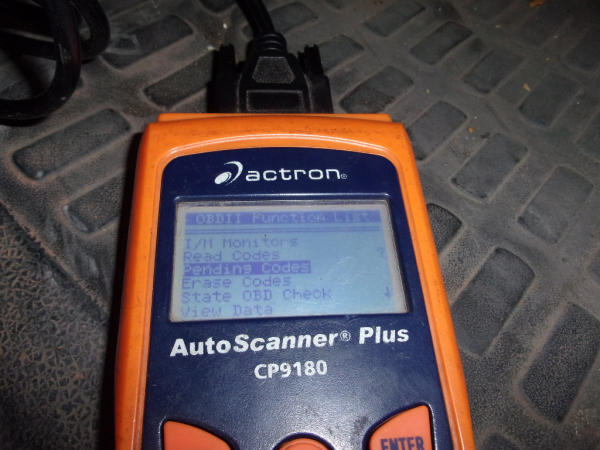 actron®
OBDII Function List
I/M Monitors
Read Codes ?
Pending Codes
Erase Codes
State OBD Check ↓
View Data
AutoScanner® Plus
CP9180
ENTER